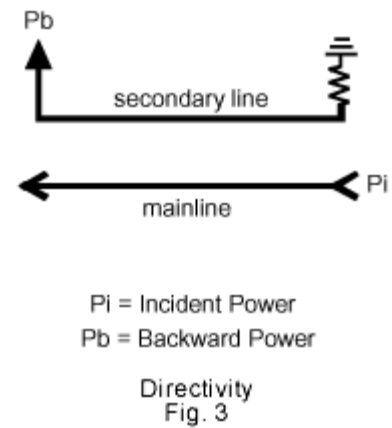 Pb
secondary line
Pi
mainline
Pi = Incident Power
Pb = Backward Power
Directivity
Fig. 3